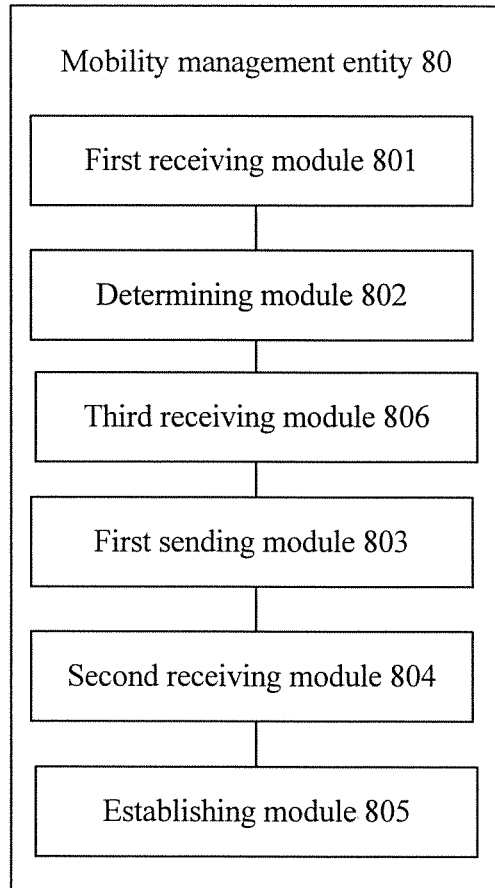 Mobility management entity 80
First receiving module 801
Determining module 802
Third receiving module 806
First sending module 803
Second receiving module 804
Establishing module 805